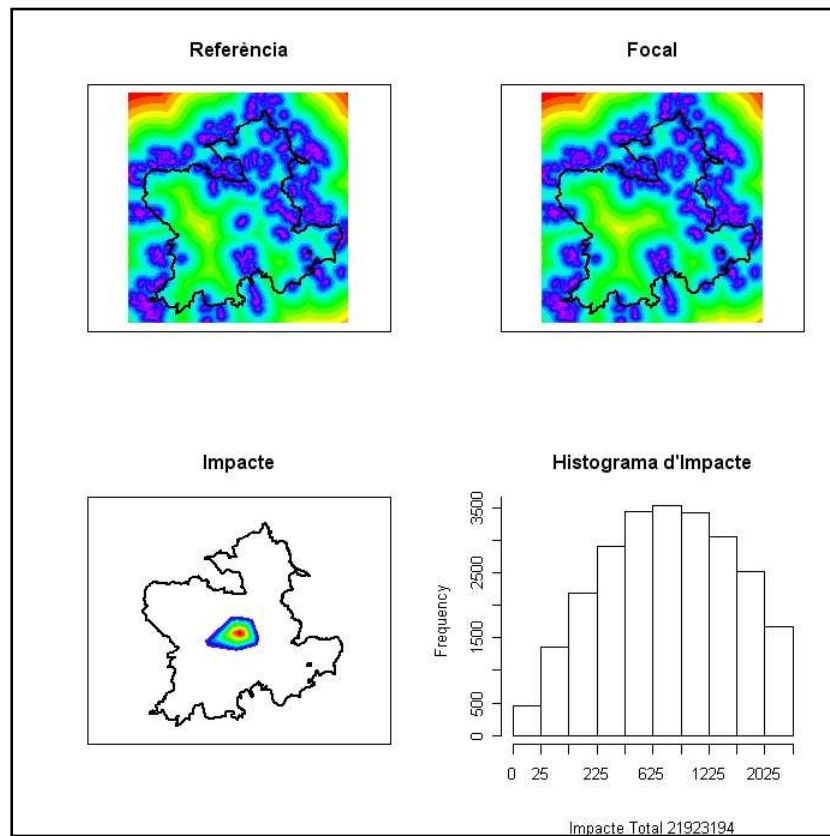 Referència
Focal
Impacte
Histograma d'Impacte
Frequency
3500
2500
1500
500
0
0 25 225 625 1225 2025
Impacte Total 21923194